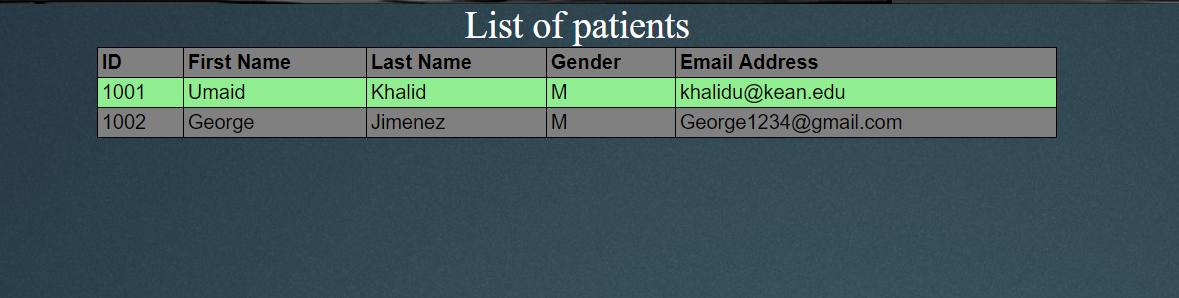 List of patients
ID First Name Last Name Gender Email Address
1001 Umaid Khalid M khalidu@kean.edu
1002 George Jimenez M George1234@gmail.com